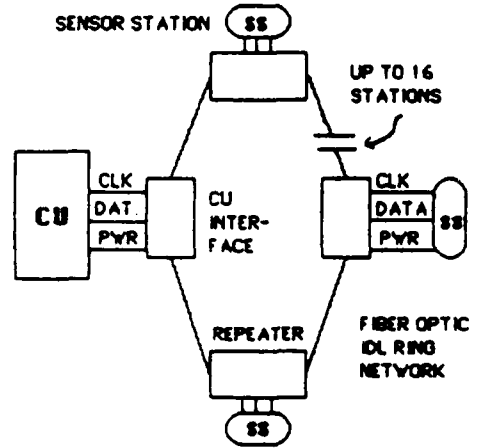 SENSOR STATION
SS
UP TO 16
STATIONS
CU
CLK
DAT.
PWR
CU
INTER-
FACE
CLK
DATA
PWR
SS
REPEATER
SS
FIBER OPTIC
IDL RING
NETWORK